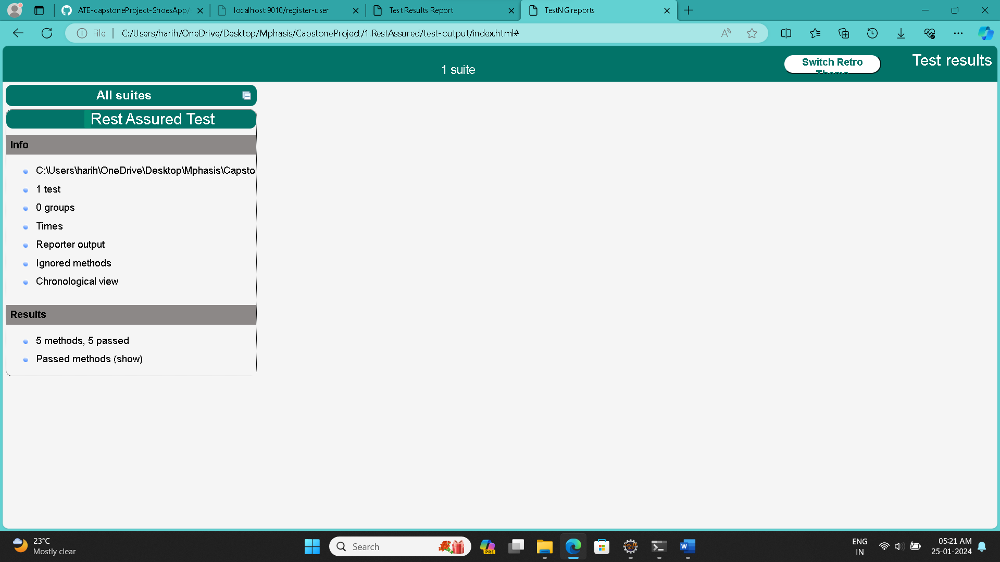 ATE-capstoneProject-ShoesApp/
localhost:9010/register-user
Test Results Report
TestNG reports
File
C:/Users/harih/OneDrive/Desktop/Mphasis/CapstoneProject/1.RestAssured/test-output/index.html#
1 suite
Switch Retro
Theme
Test results
All suites
Rest Assured Test
Info
C:\Users\harih\OneDrive\Desktop\Mphasis\Capsto
1 test
0 groups
Times
Reporter output
Ignored methods
Chronological view
Results
5 methods, 5 passed
Passed methods (show)
23°C
Mostly clear
Search
PRE
ENG
IN
05:21 AM
25-01-2024